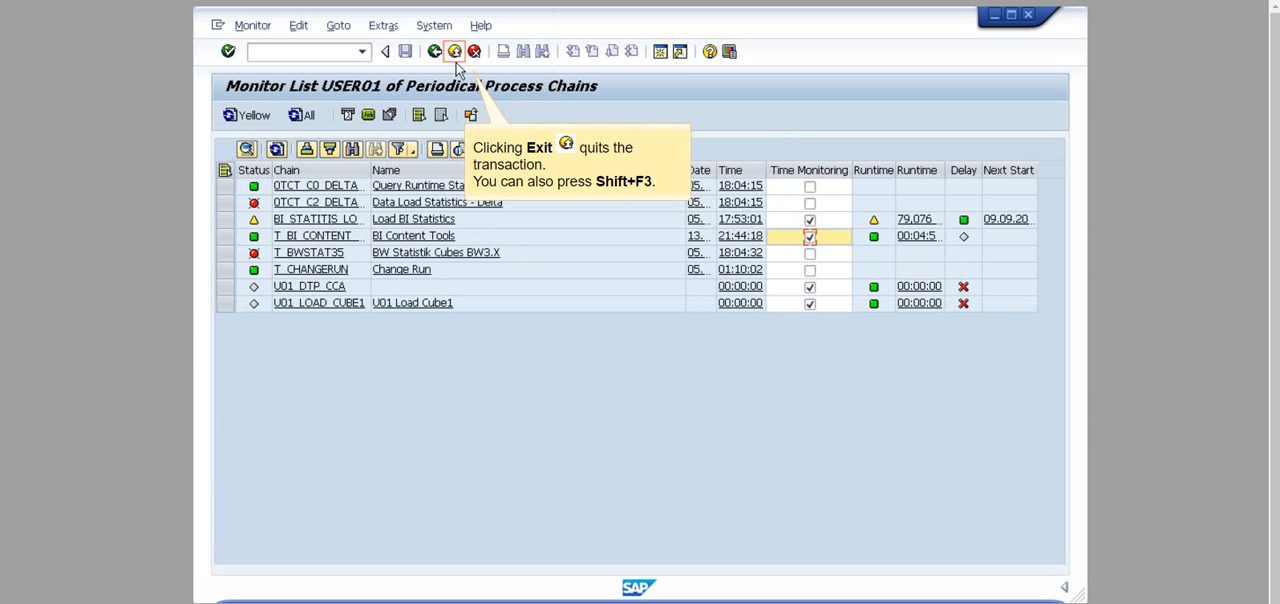 Monitor Edit Goto Extras System Help
Monitor List USER01 of Periodical Process Chains
Yellow All
Clicking Exit quits the
transaction.
You can also press Shift+F3.
Status Chain Name Date Time Time Monitoring Runtime Runtime Delay Next Start
0TCT_C0_DELTA... Query Runtime Sta 05... 18:04:15
0TCT_C2_DELTA... Data Load Statistics - Delta 05... 18:04:15
BI_STATITIS_LO... Load BI Statistics 05... 17:53:01 79,076... 09.09.20...
T_BI_CONTENT_... BI Content Tools 13... 21:44:18 00:04:5...
T_BWSTAT35 BW Statistik Cubes BW3.X 05... 18:04:32
T_CHANGERUN Change Run 05... 01:10:02
U01_DTP_CCA 00:00:00 00:00:00
U01_LOAD_CUBE1 U01 Load Cube1 00:00:00 00:00:00
SAP